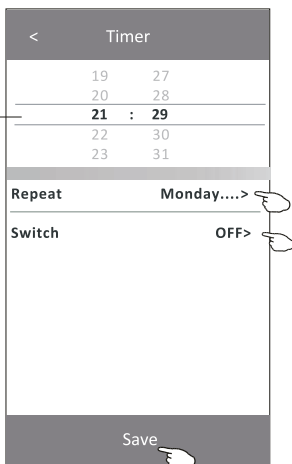 < Timer
19 27
20 28
21 : 29
22 30
23 31
Repeat Monday....>
Switch OFF>
Save